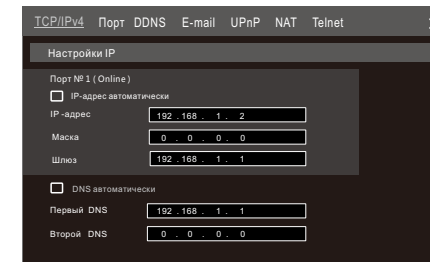 TCP/IPv4 Порт DDNS E-mail UPnP NAT Telnet
Настройки IP
Порт № 1 ( Online )
IP-адрес автоматически
IP -адрес 192 . 168 . 1 . 2
Маска 0 . 0 . 0 . 0
Шлюз 192 . 168 . 1 . 1
DNS автоматически
Первый DNS 192 . 168 . 1 . 1
Второй DNS 0 . 0 . 0 . 0